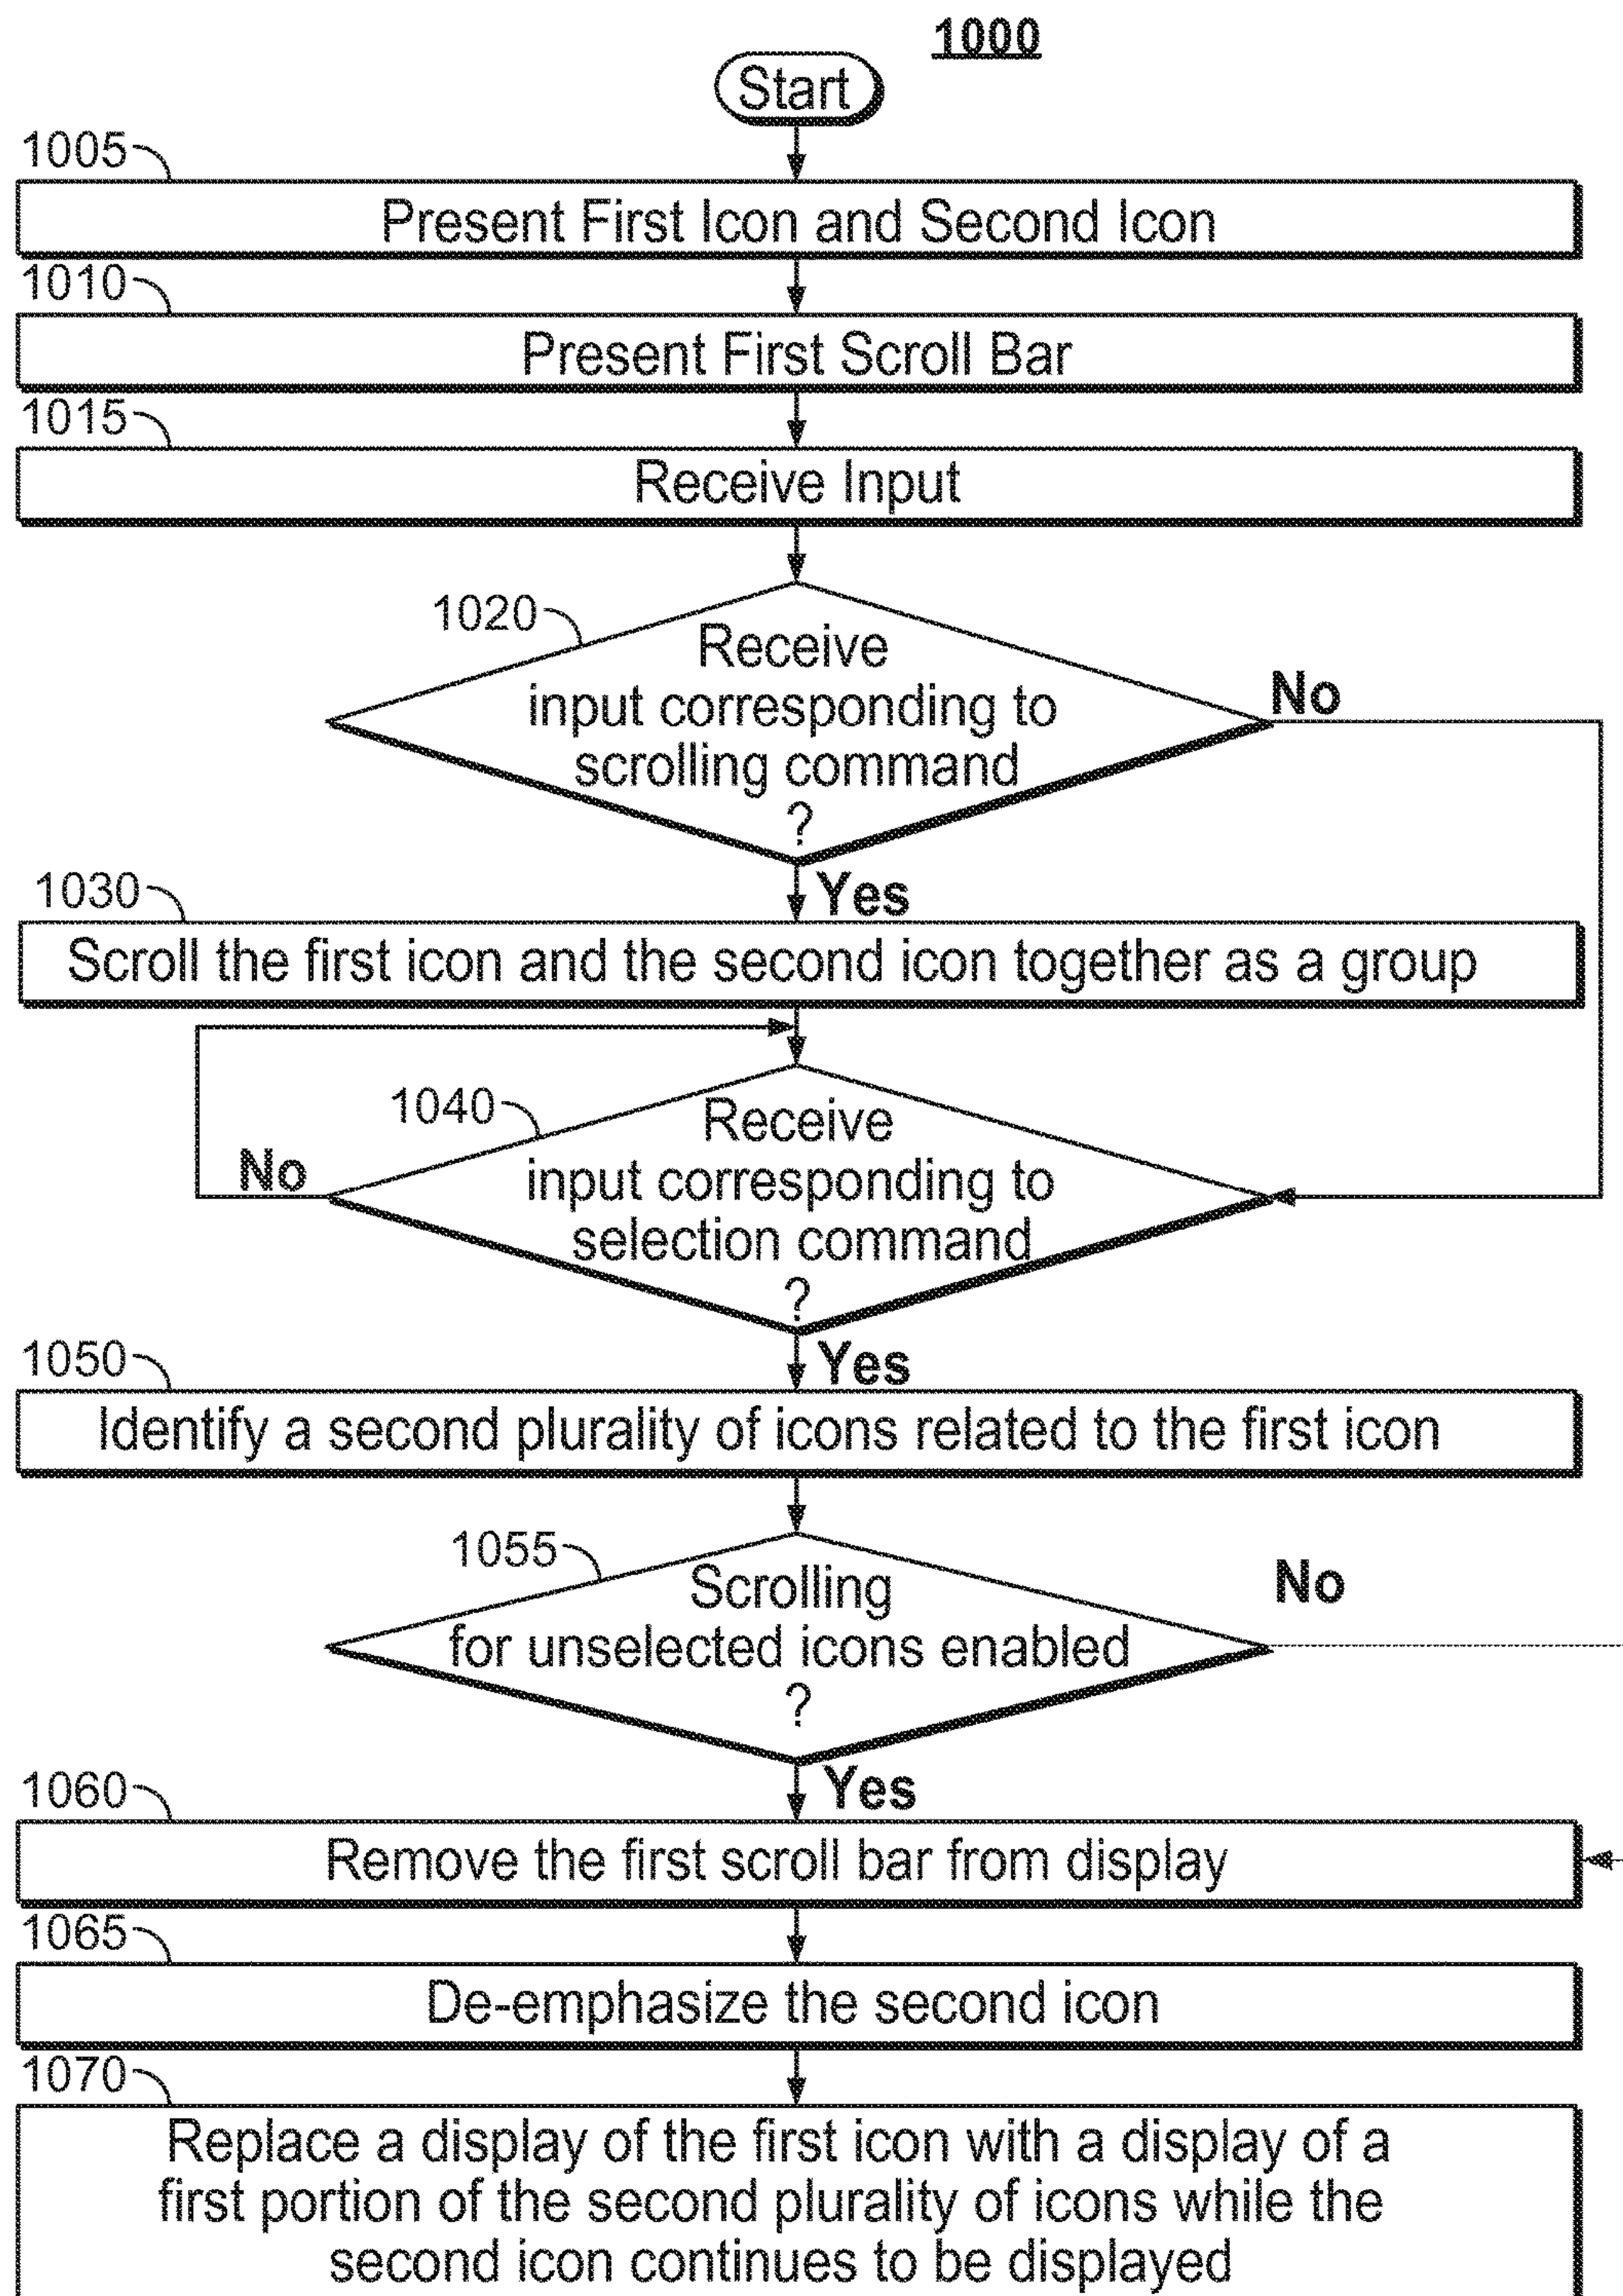 1000
Start
1005
Present First Icon and Second Icon
1010
Present First Scroll Bar
1015
Receive Input
1020
Receive
input corresponding to
scrolling command
?
No
Yes
1030
Scroll the first icon and the second icon together as a group
1040
Receive
input corresponding to
selection command
?
No
Yes
1050
Identify a second plurality of icons related to the first icon
1055
Scrolling
for unselected icons enabled
?
No
Yes
1060
Remove the first scroll bar from display
1065
De-emphasize the second icon
1070
Replace a display of the first icon with a display of a
first portion of the second plurality of icons while the
second icon continues to be displayed